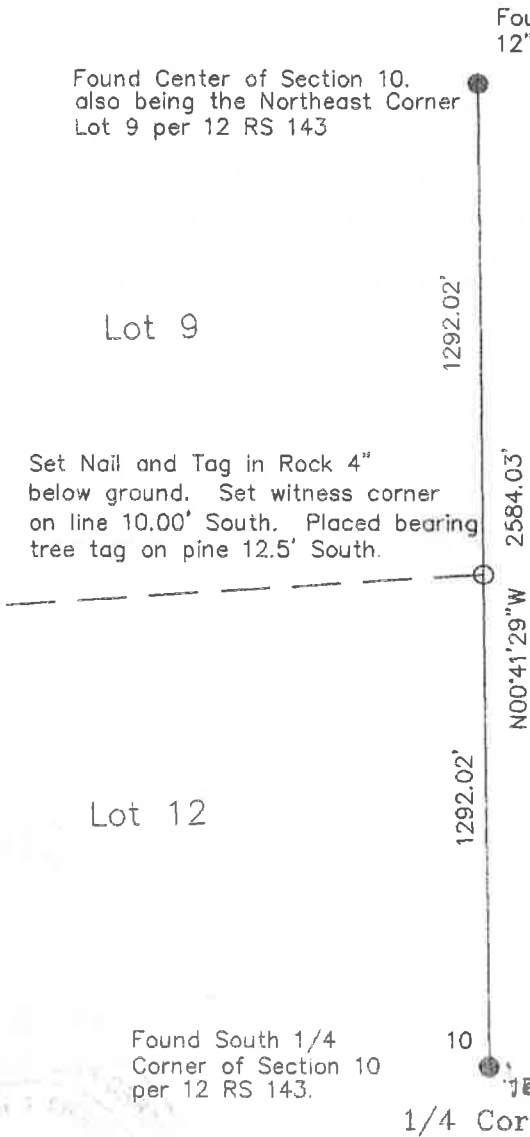 Found Center of Section 10.
also being the Northeast Corner
Lot 9 per 12 RS 143
12"
1292.02'
Lot 9
Set Nail and Tag in Rock 4"
below ground. Set witness corner
on line 10.00' South. Placed bearing
tree tag on pine 12.5' South.
2584.03'
N00°41'29"W
1292.02'
Lot 12
Found South 1/4
Corner of Section 10
per 12 RS 143.
10
1/4 Cor